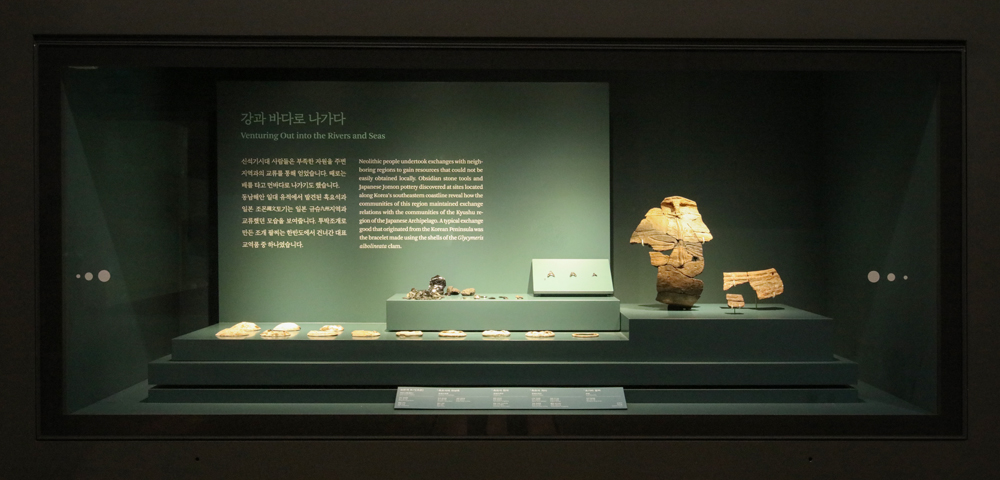 강과 바다로 나가다
Venturing Out into the Rivers and Seas
신석기시대 사람들은 부족한 자원을 주변
지역과의 교류를 통해 얻었습니다. 때로는
배를 타고 먼바다로 나가기도 했습니다.
동남해안 일대 유적에서 발견된 흑요석과
일본 조몬繩文토기는 일본 규슈九州지역과
교류했던 모습을 보여줍니다. 투박조개로
만든 조개 팔찌는 한반도에서 건너간 대표
교역품 중 하나였습니다.
Neolithic people undertook exchanges with neigh-
boring regions to gain resources that could not be
easily obtained locally. Obsidian stone tools and
Japanese Jomon pottery discovered at sites located
along Korea's southeastern coastline reveal how the
communities of this region maintained exchange
relations with the communities of the Kyushu re-
gion of the Japanese Archipelago. A typical exchange
good that originated from the Korean Peninsula was
the bracelet made using the shells of the Glycymeris
albolineata clam.